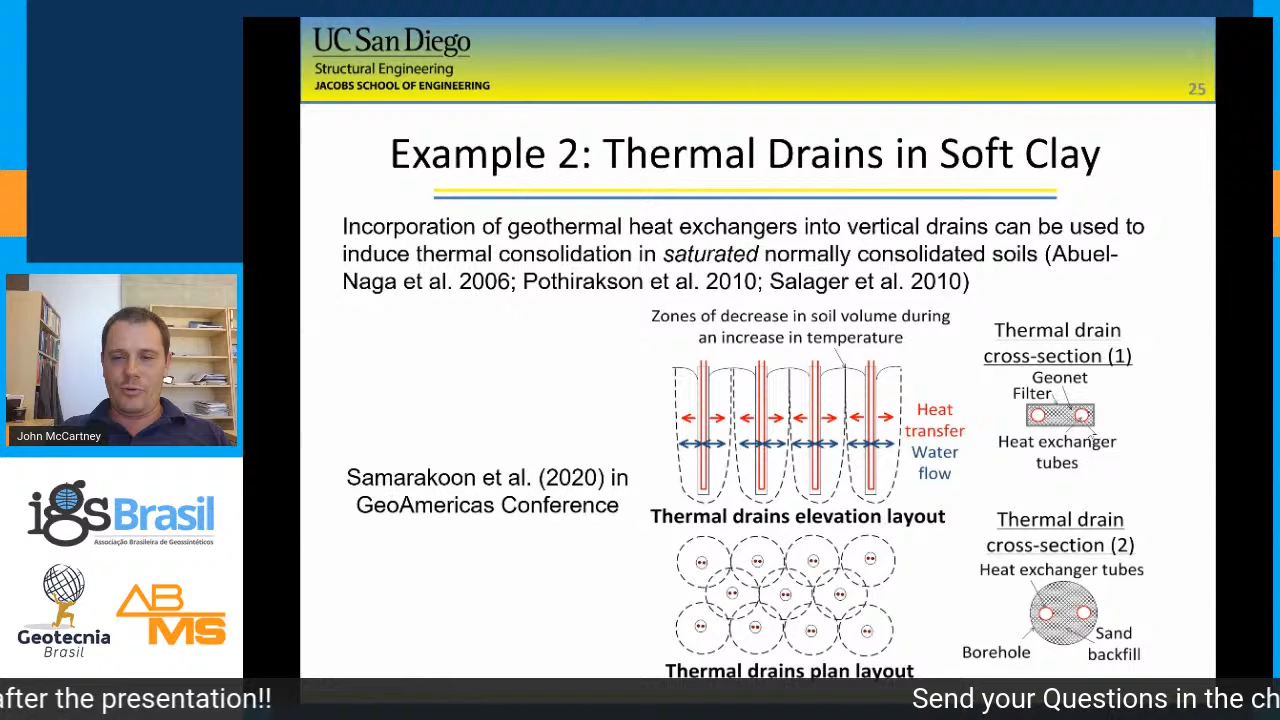 UC San Diego
Structural Engineering
JACOBS SCHOOL OF ENGINEERING
25
Example 2: Thermal Drains in Soft Clay
Incorporation of geothermal heat exchangers into vertical drains can be used to
induce thermal consolidation in saturated normally consolidated soils (Abuel-
Naga et al. 2006; Pothirakson et al. 2010; Salager et al. 2010)
Zones of decrease in soil volume during
an increase in temperature
Heat
transfer
Water
flow
Thermal drains elevation layout
Thermal drains plan layout
Thermal drain
cross-section (1)
Geonet
Filter
Heat exchanger
tubes
Thermal drain
cross-section (2)
Heat exchanger tubes
Borehole
Sand
backfill
Samarakoon et al. (2020) in
GeoAmericas Conference
John McCartney
igsBrasil
Associação Brasileira de Geossintéticos
Geotecnia
Brasil
ABMS
after the presentation!!
Send your Questions in the ch